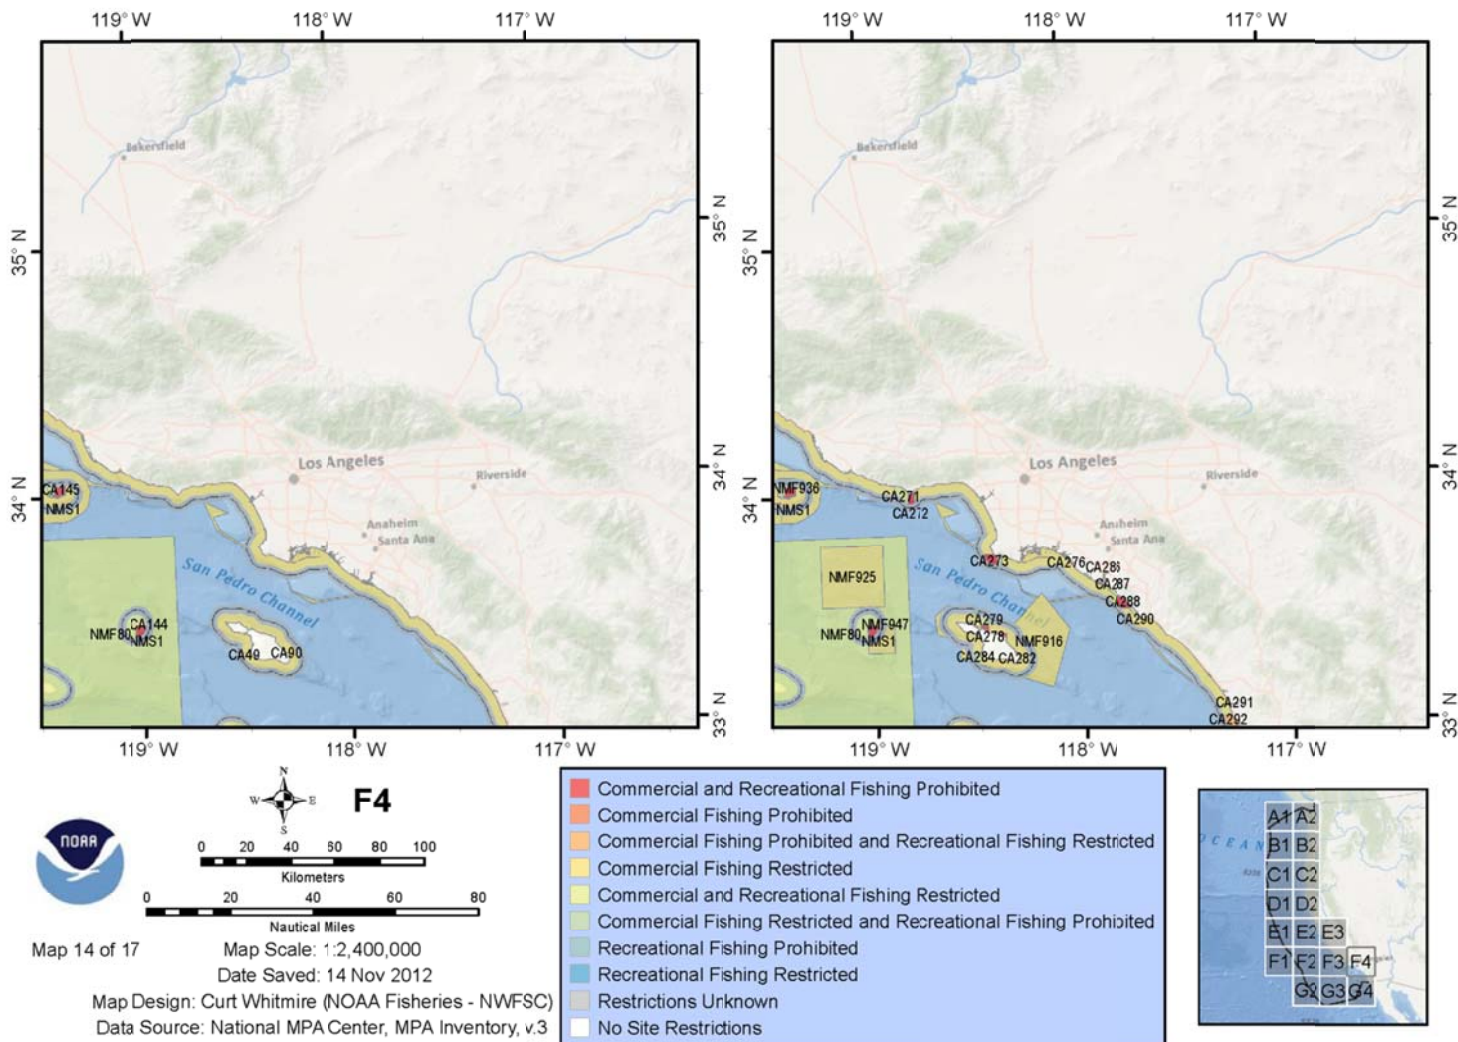 119° W 118° W 117° W
119° W 118° W 117° W
35° N
34° N
35° N
34° N
33° N
Bakersfield
Los Angeles
Riverside
Anaheim
Santa Ana
San Pedro Channel
CA145
NMS1
CA144
NMF80
NMS1
CA49
CA90
119° W 118° W 117° W
35° N
34° N
35° N
34° N
33° N
Bakersfield
Los Angeles
Riverside
Anaheim
Santa Ana
San Pedro Channel
NMF936
NMS1
CA271
CA272
CA273
CA276
CA286
CA287
CA288
CA290
NMF925
NMF947
NMF80
NMS1
CA279
CA278
CA284
CA282
NMF916
CA291
CA292
119° W 118° W 117° W
NOAA
N
W E
S
F4
0 20 40 60 80 100
Kilometers
0 20 40 60 80
Nautical Miles
Map 14 of 17
Map Scale: 1:2,400,000
Date Saved: 14 Nov 2012
Map Design: Curt Whitmire (NOAA Fisheries - NWFSC)
Data Source: National MPA Center, MPA Inventory, v.3
Commercial and Recreational Fishing Prohibited
Commercial Fishing Prohibited
Commercial Fishing Prohibited and Recreational Fishing Restricted
Commercial Fishing Restricted
Commercial and Recreational Fishing Restricted
Commercial Fishing Restricted and Recreational Fishing Prohibited
Recreational Fishing Prohibited
Recreational Fishing Restricted
Restrictions Unknown
No Site Restrictions
OCEAN
A1 A2
B1 B2
C1 C2
D1 D2
E1 E2 E3
F1 F2 F3 F4
G2 G3 G4